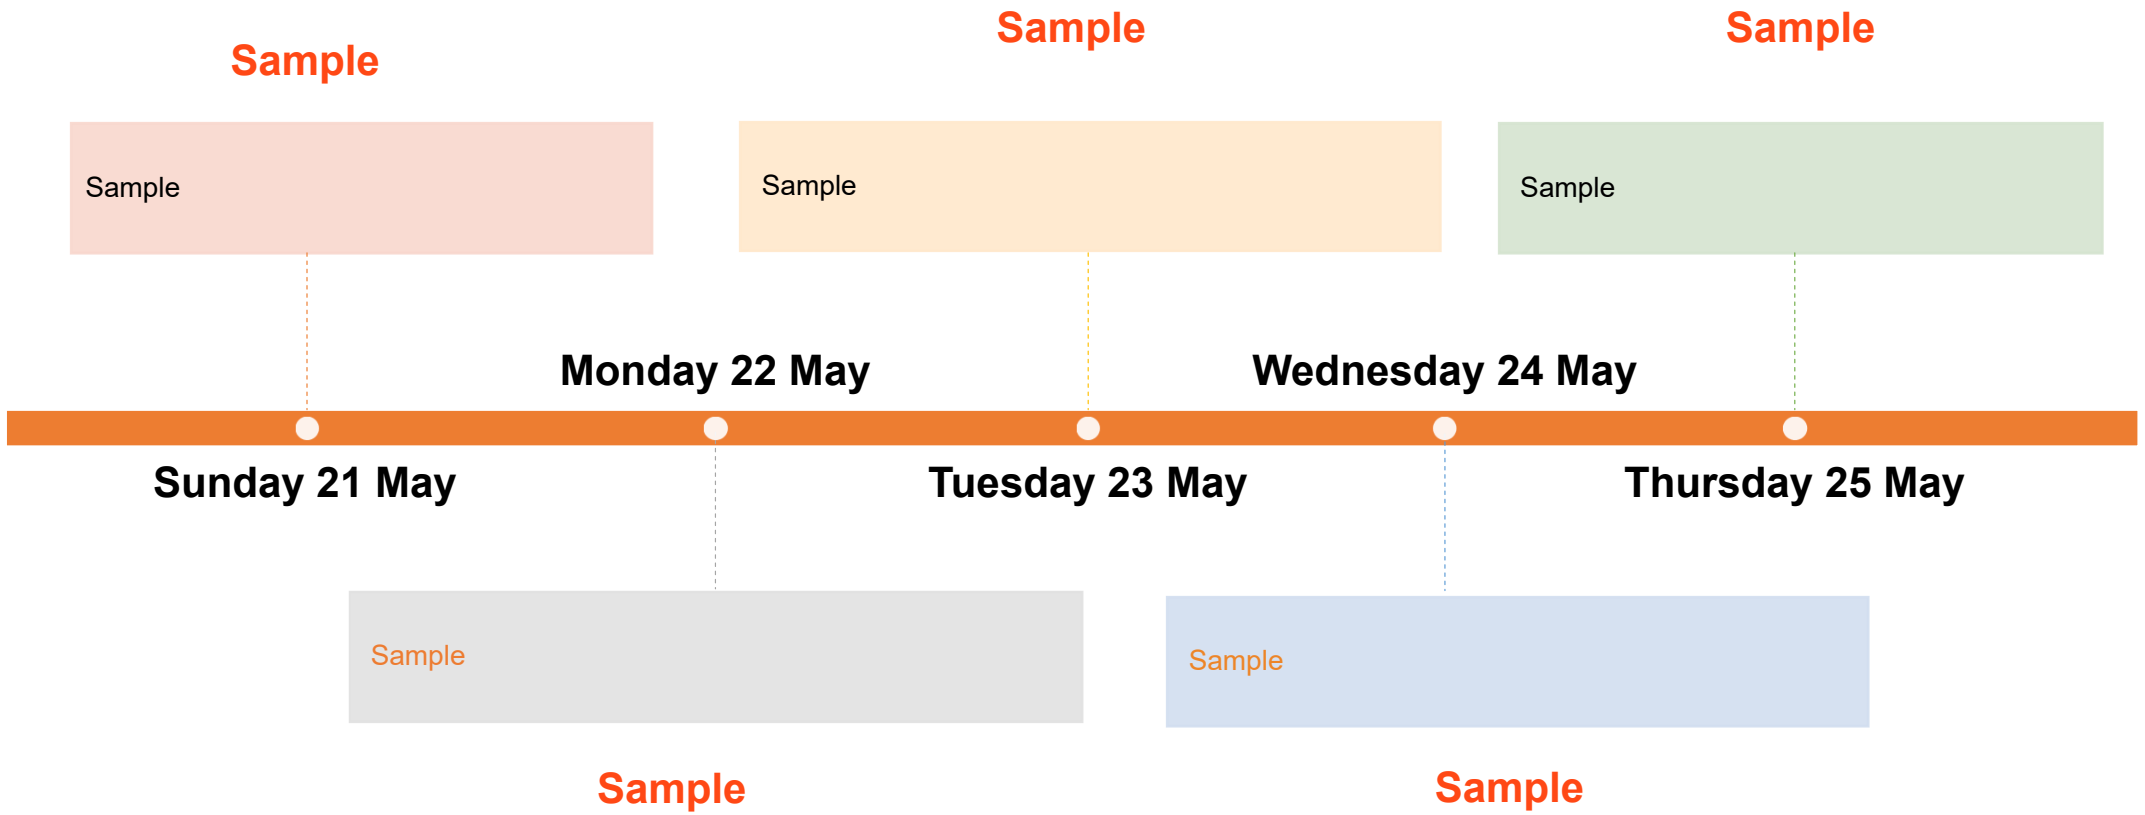 Sample
Sample
Sample
Sample
Sample
Sample
Monday 22 May
Wednesday 24 May
Sunday 21 May
Tuesday 23 May
Thursday 25 May
Sample
Sample
Sample
Sample